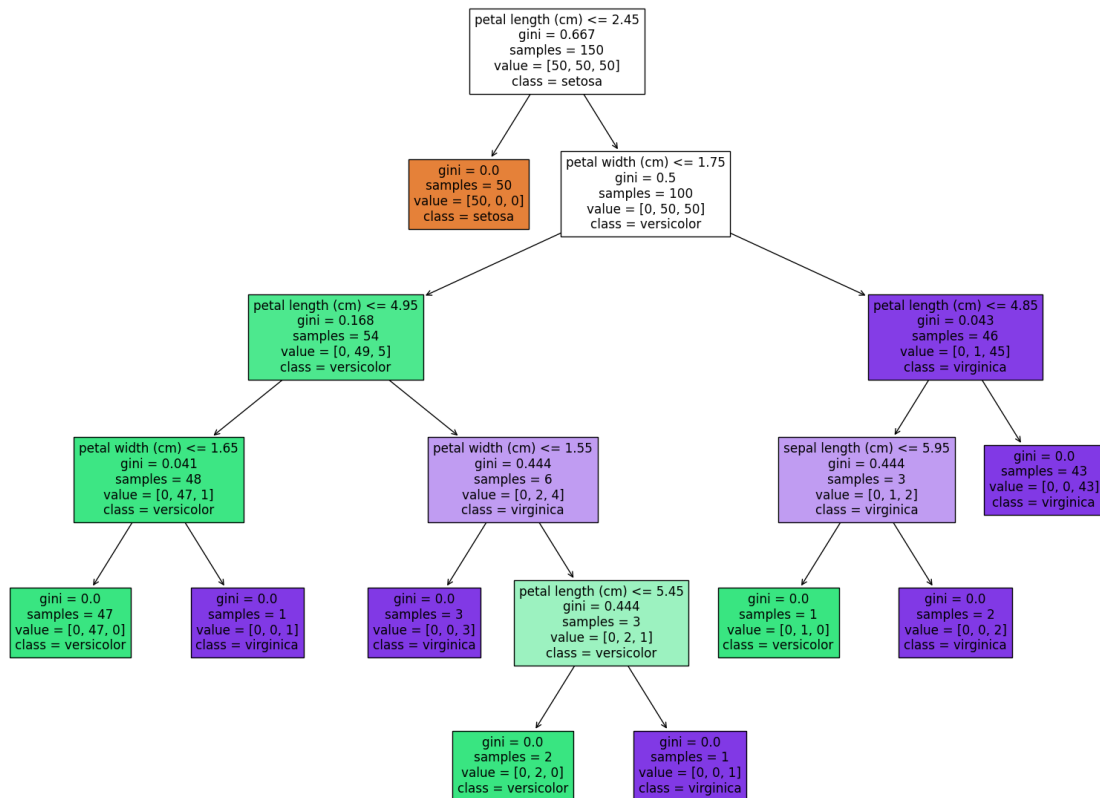 petal length (cm) <= 2.45
gini = 0.667
samples = 150
value = [50, 50, 50]
class = setosa
gini = 0.0
samples = 50
value = [50, 0, 0]
class = setosa
petal width (cm) <= 1.75
gini = 0.5
samples = 100
value = [0, 50, 50]
class = versicolor
petal length (cm) <= 4.95
gini = 0.168
samples = 54
value = [0, 49, 5]
class = versicolor
petal length (cm) <= 4.85
gini = 0.043
samples = 46
value = [0, 1, 45]
class = virginica
petal width (cm) <= 1.65
gini = 0.041
samples = 48
value = [0, 47, 1]
class = versicolor
petal width (cm) <= 1.55
gini = 0.444
samples = 6
value = [0, 2, 4]
class = virginica
sepal length (cm) <= 5.95
gini = 0.444
samples = 3
value = [0, 1, 2]
class = virginica
gini = 0.0
samples = 43
value = [0, 0, 43]
class = virginica
gini = 0.0
samples = 47
value = [0, 47, 0]
class = versicolor
gini = 0.0
samples = 1
value = [0, 0, 1]
class = virginica
gini = 0.0
samples = 3
value = [0, 0, 3]
class = virginica
petal length (cm) <= 5.45
gini = 0.444
samples = 3
value = [0, 2, 1]
class = versicolor
gini = 0.0
samples = 1
value = [0, 1, 0]
class = versicolor
gini = 0.0
samples = 2
value = [0, 0, 2]
class = virginica
gini = 0.0
samples = 2
value = [0, 2, 0]
class = versicolor
gini = 0.0
samples = 1
value = [0, 0, 1]
class = virginica